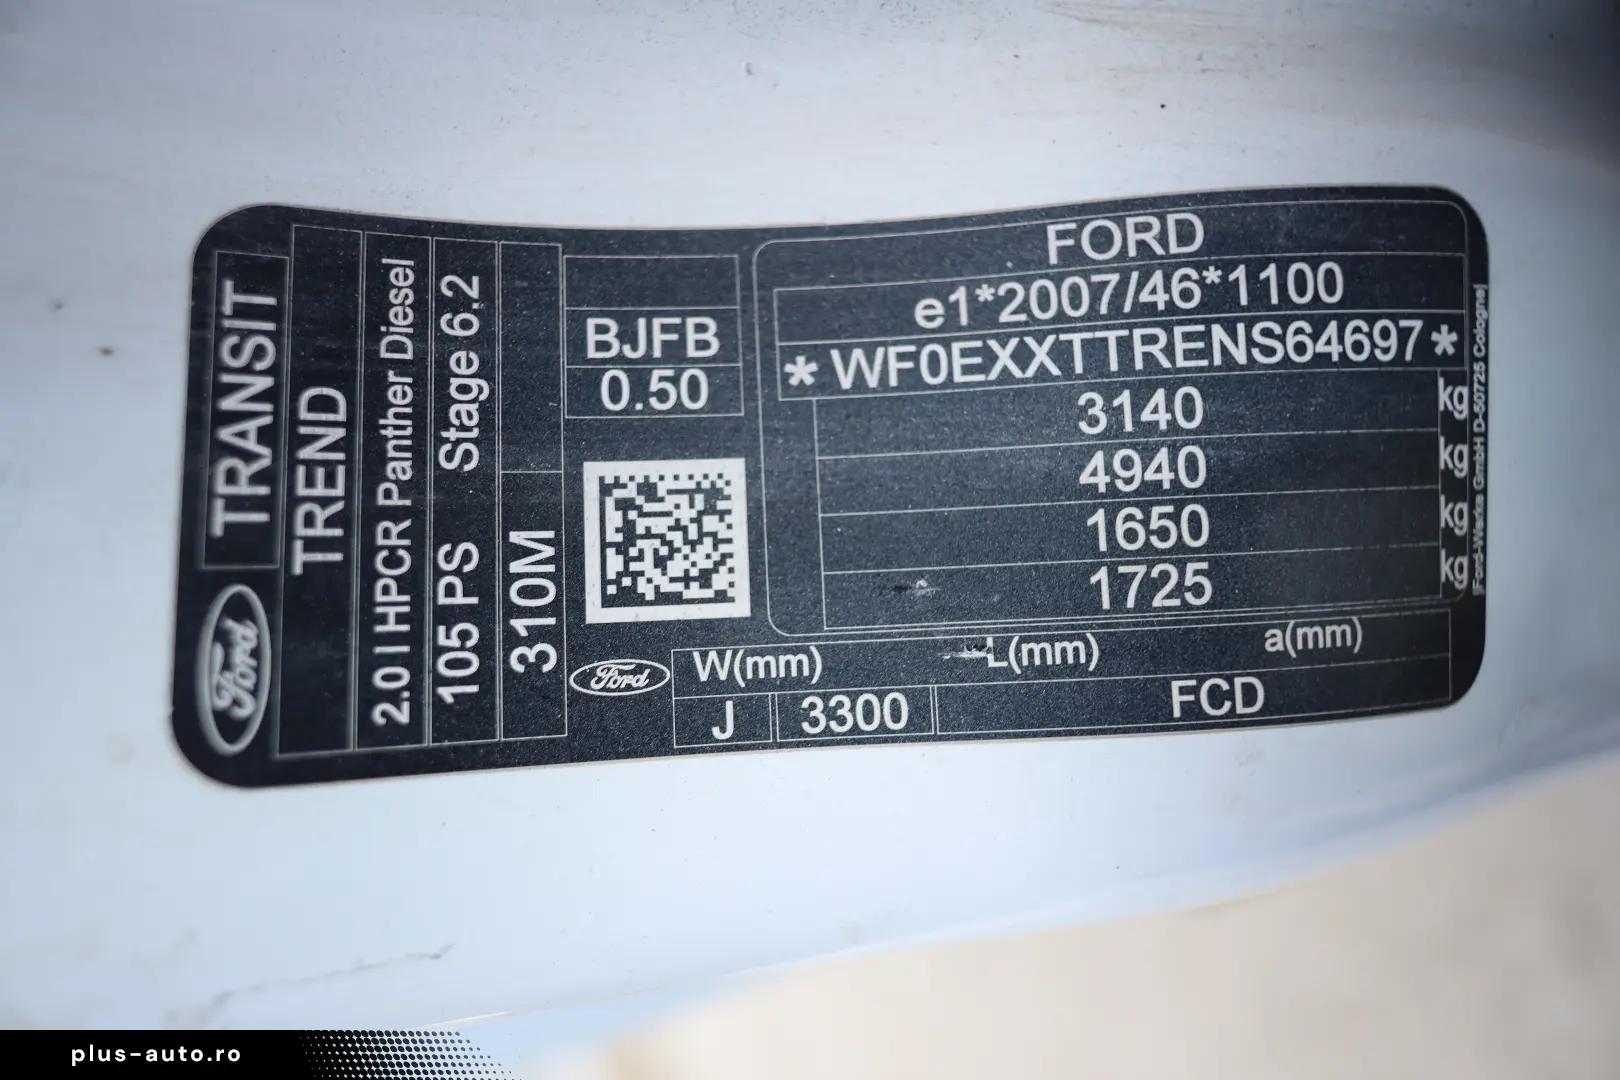 TRANSIT
TREND
2.0 l HPCR Panther Diesel
105 PS Stage 6.2
310M
Ford
BJFB
0.50
Ford
FORD
e1*2007/46*1100
*WF0EXXTTRENS64697*
3140 kg
4940 kg
1650 kg
1725 kg
W(mm) L(mm) a(mm)
J 3300 FCD
Ford-Werke GmbH D-50725 Cologne
plus-auto.ro